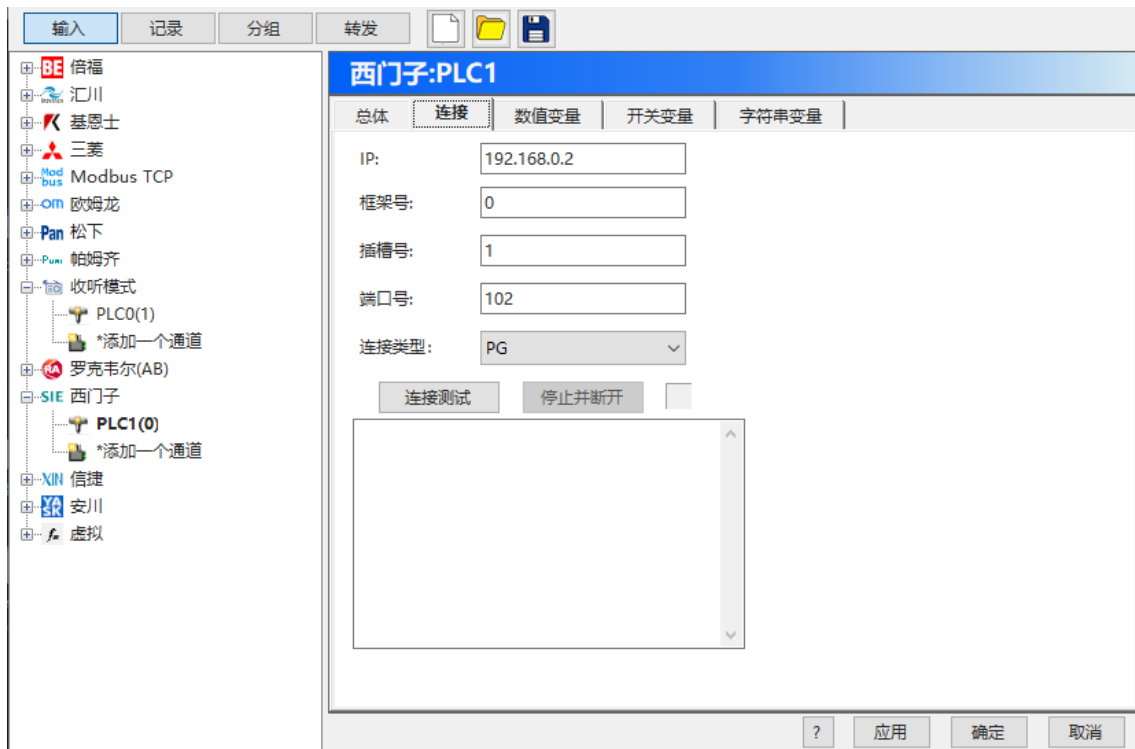 输入 记录 分组 转发
BE 倍福
汇川
基恩士
三菱
Mod bus Modbus TCP
om 欧姆龙
Pan 松下
帕姆齐
收听模式
PLC0(1)
*添加一个通道
RA 罗克韦尔(AB)
SIE 西门子
PLC1(0)
*添加一个通道
XIN 信捷
YASK 安川
虚拟
西门子:PLC1
总体 连接 数值变量 开关变量 字符串变量
IP: 192.168.0.2
框架号: 0
插槽号: 1
端口号: 102
连接类型: PG
连接测试 停止并断开
? 应用 确定 取消